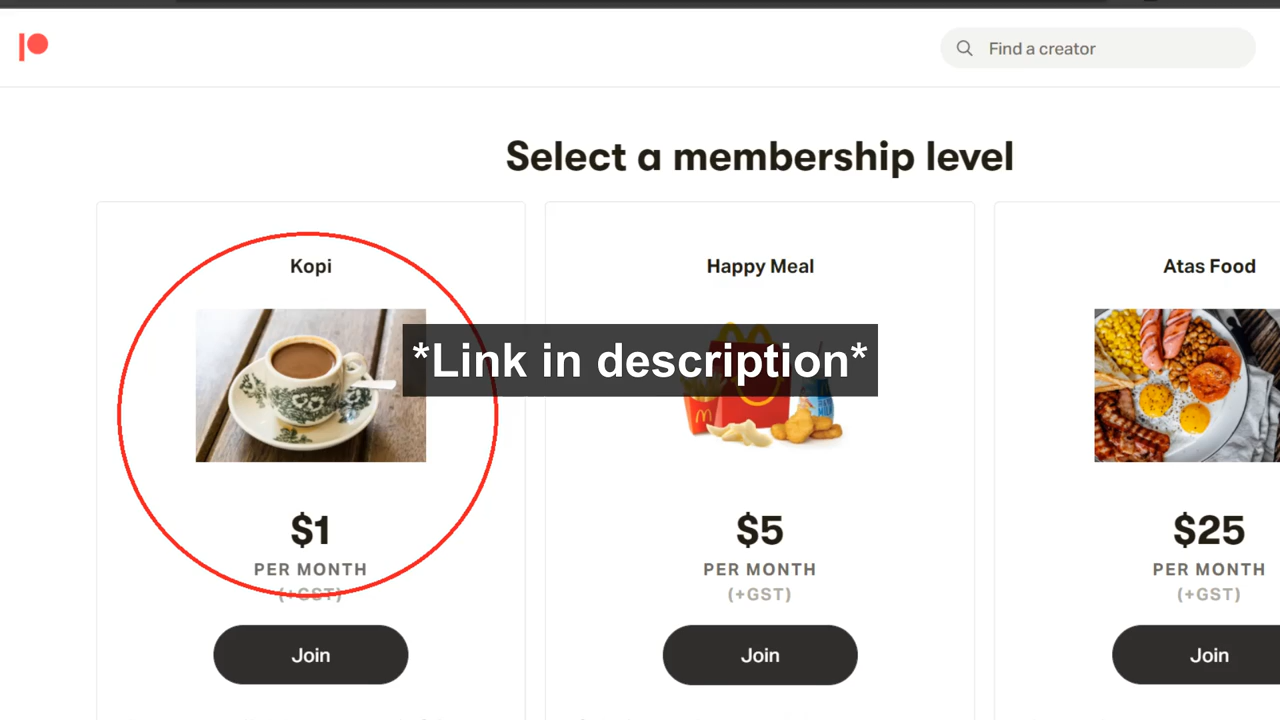 Find a creator
Select a membership level
Kopi
Happy Meal
Atas Food
*Link in description*
$1
PER MONTH
(+GST)
Join
$5
PER MONTH
(+GST)
Join
$25
PER MONTH
(+GST)
Join